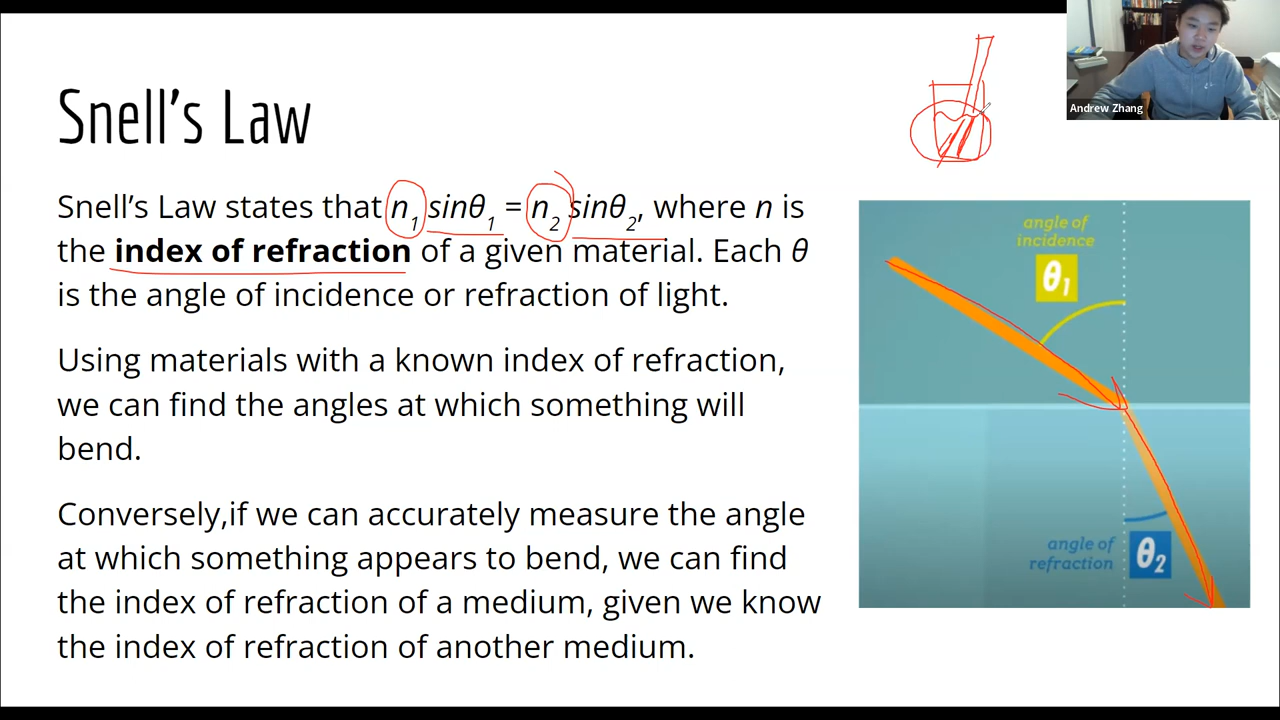 Andrew Zhang
Snell's Law
Snell's Law states that n1 sinθ1 = n2 sinθ2, where n is
the index of refraction of a given material. Each θ
is the angle of incidence or refraction of light.
Using materials with a known index of refraction,
we can find the angles at which something will
bend.
Conversely,if we can accurately measure the angle
at which something appears to bend, we can find
the index of refraction of a medium, given we know
the index of refraction of another medium.
angle of
incidence
θ1
angle of
refraction
θ2